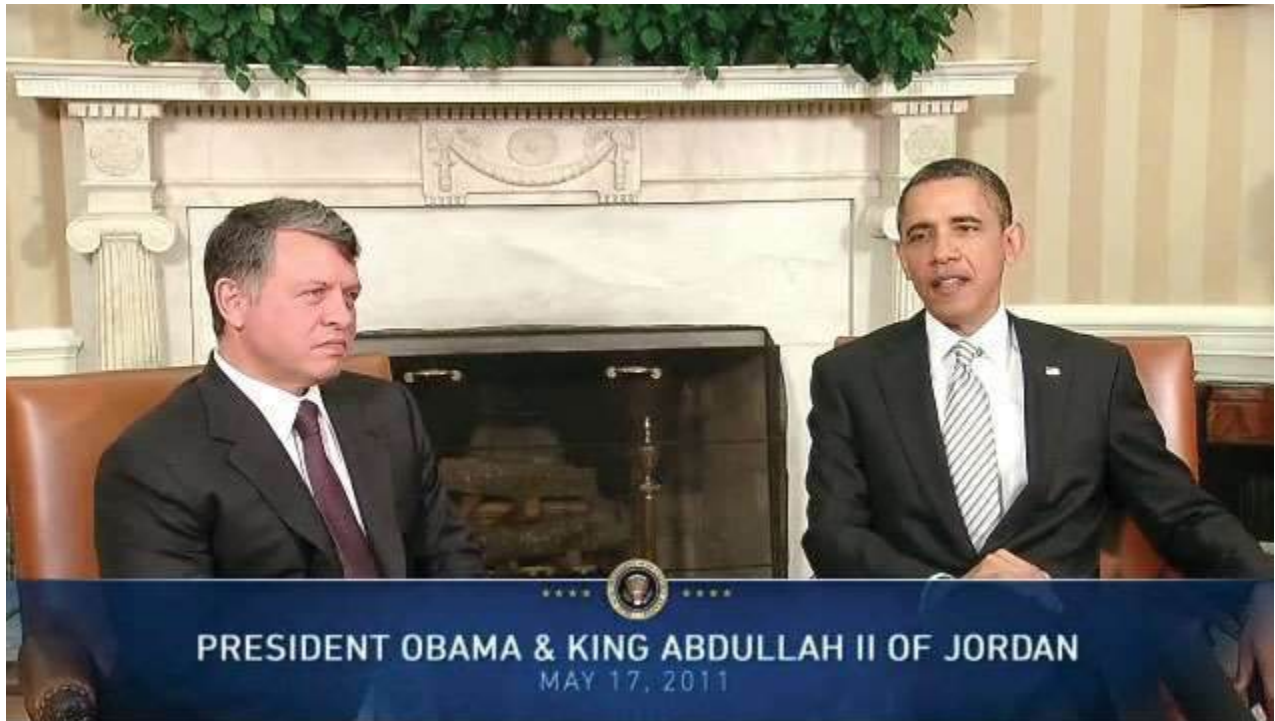 PRESIDENT OBAMA & KING ABDULLAH II OF JORDAN
MAY 17, 2011